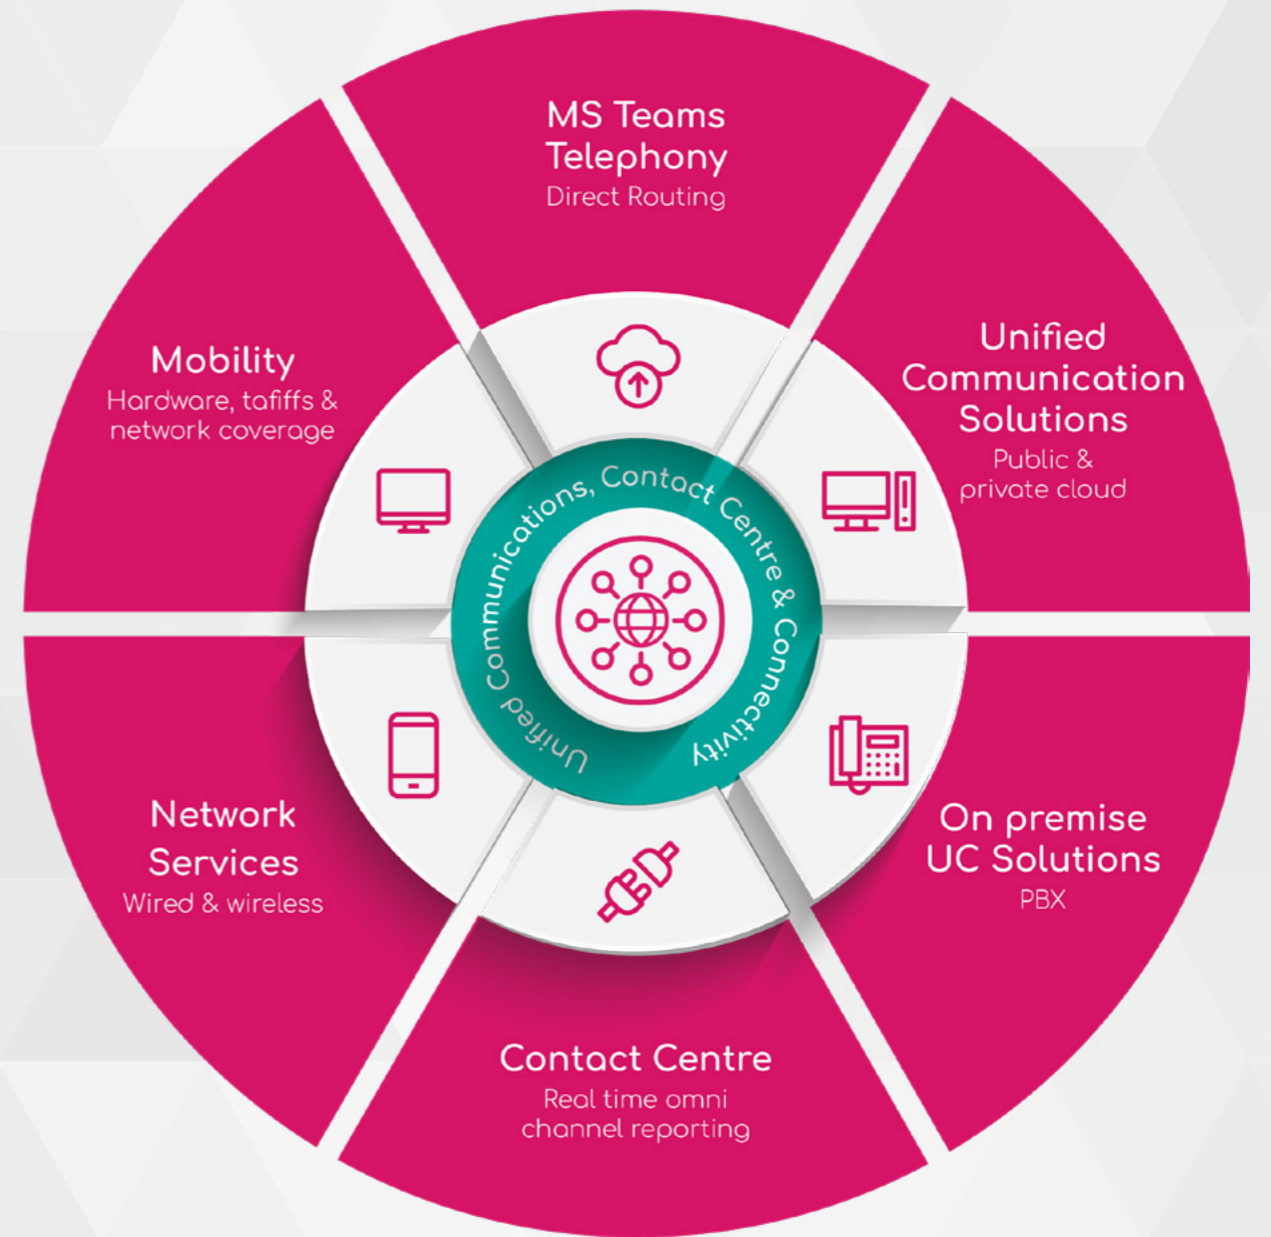 MS Teams
Telephony
Direct Routing
Unified
Communication
Solutions
Public &
private cloud
On premise
UC Solutions
PBX
Contact Centre
Real time omni
channel reporting
Network
Services
Wired & wireless
Mobility
Hardware, tafiffs &
network coverage
Unified Communications, Contact Centre & Connectivity